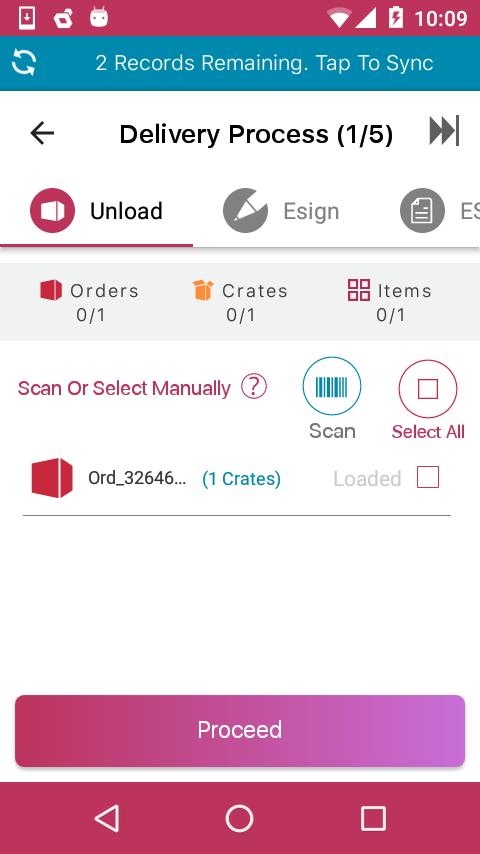 10:09
2 Records Remaining. Tap To Sync
Delivery Process (1/5)
Unload
Esign
ES
Orders
0/1
Crates
0/1
Items
0/1
Scan Or Select Manually ?
Scan
Select All
Ord_32646... (1 Crates) Loaded
Proceed